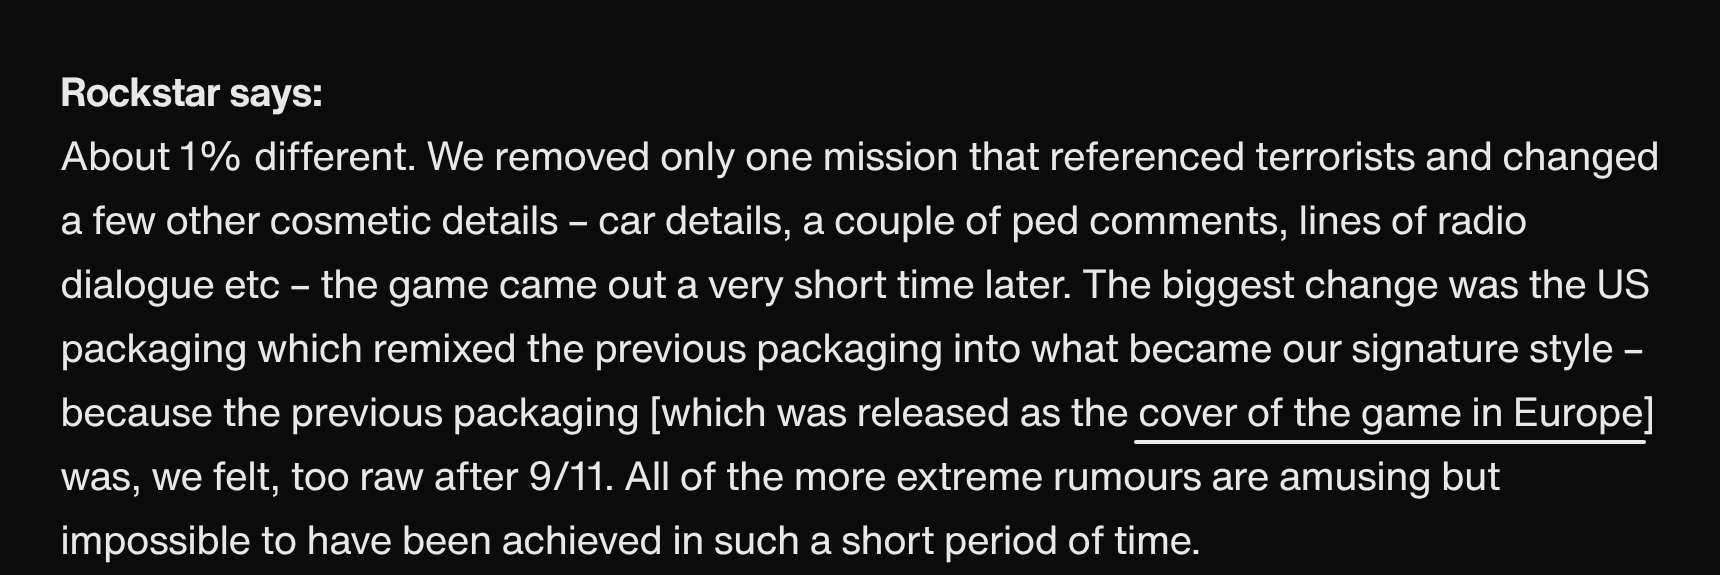 Rockstar says:
About 1% different. We removed only one mission that referenced terrorists and changed
a few other cosmetic details – car details, a couple of ped comments, lines of radio
dialogue etc – the game came out a very short time later. The biggest change was the US
packaging which remixed the previous packaging into what became our signature style –
because the previous packaging [which was released as the cover of the game in Europe]
was, we felt, too raw after 9/11. All of the more extreme rumours are amusing but
impossible to have been achieved in such a short period of time.